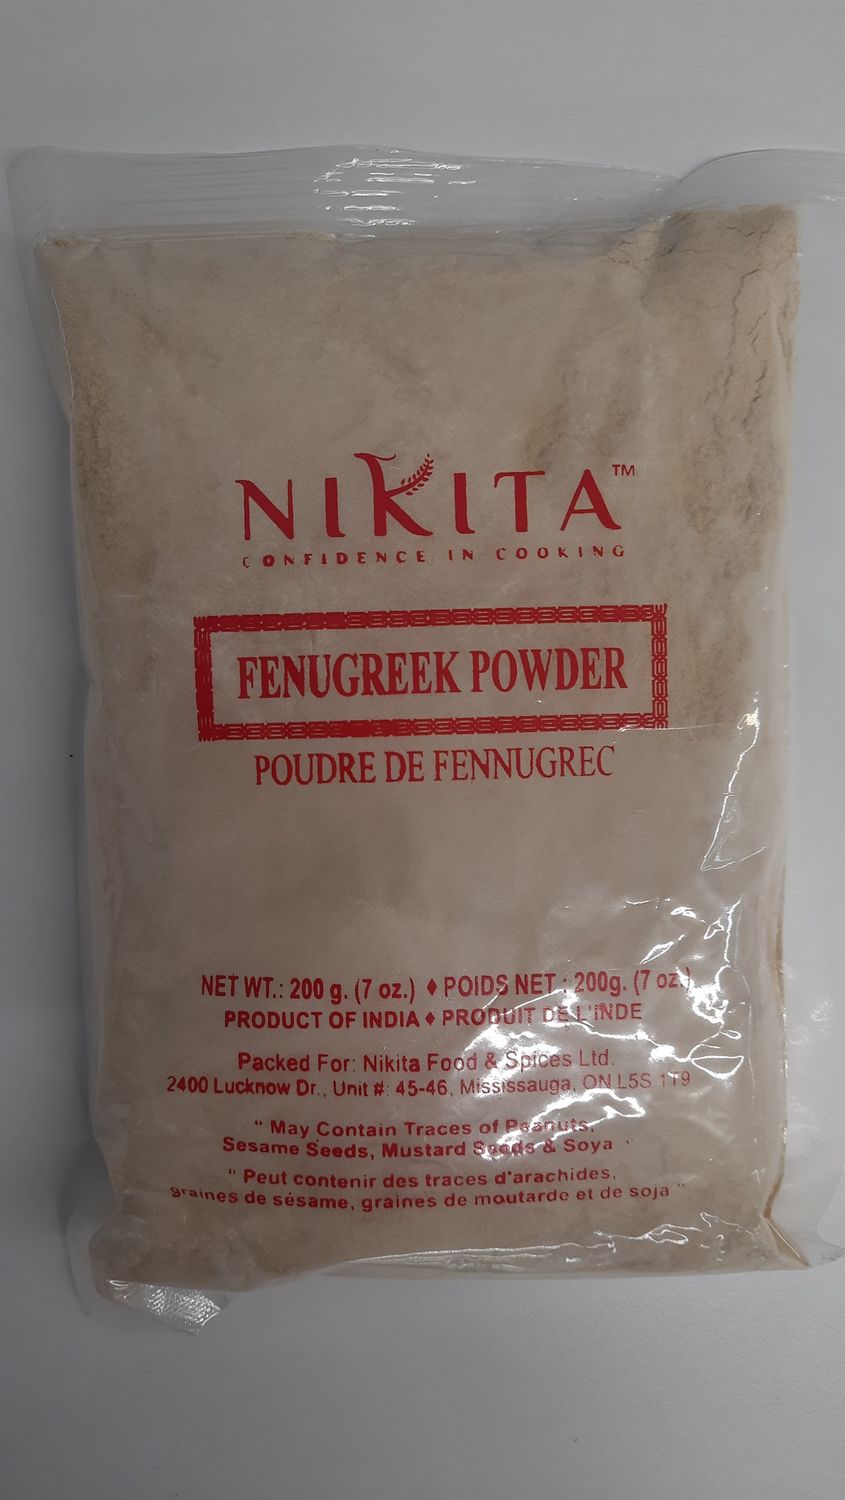 NIKITA™
CONFIDENCE IN COOKING
FENUGREEK POWDER
POUDRE DE FENNUGREC
NET WT.: 200 g. (7 oz.) ♦ POIDS NET : 200g. (7 oz.)
PRODUCT OF INDIA ♦ PRODUIT DE L'INDE
Packed For: Nikita Food & Spices Ltd.
2400 Lucknow Dr., Unit #: 45-46, Mississauga, ON L5S 1T9
" May Contain Traces of Peanuts,
Sesame Seeds, Mustard Seeds & Soya "
" Peut contenir des traces d'arachides,
graines de sésame, graines de moutarde et de soja "